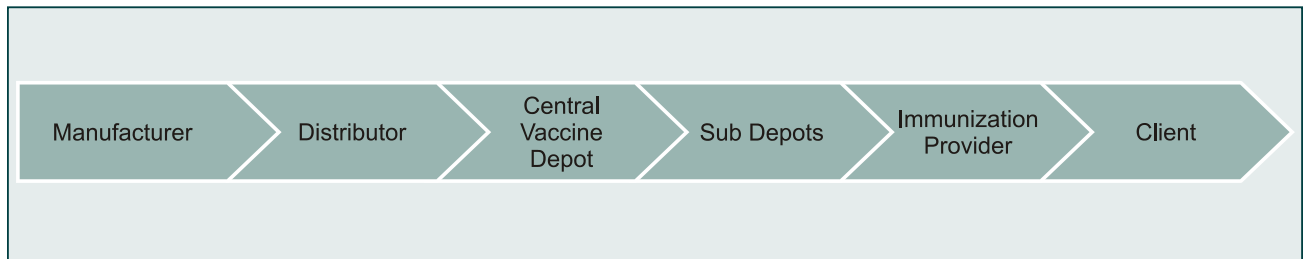 Manufacturer
Distributor
Central
Vaccine
Depot
Sub Depots
Immunization
Provider
Client